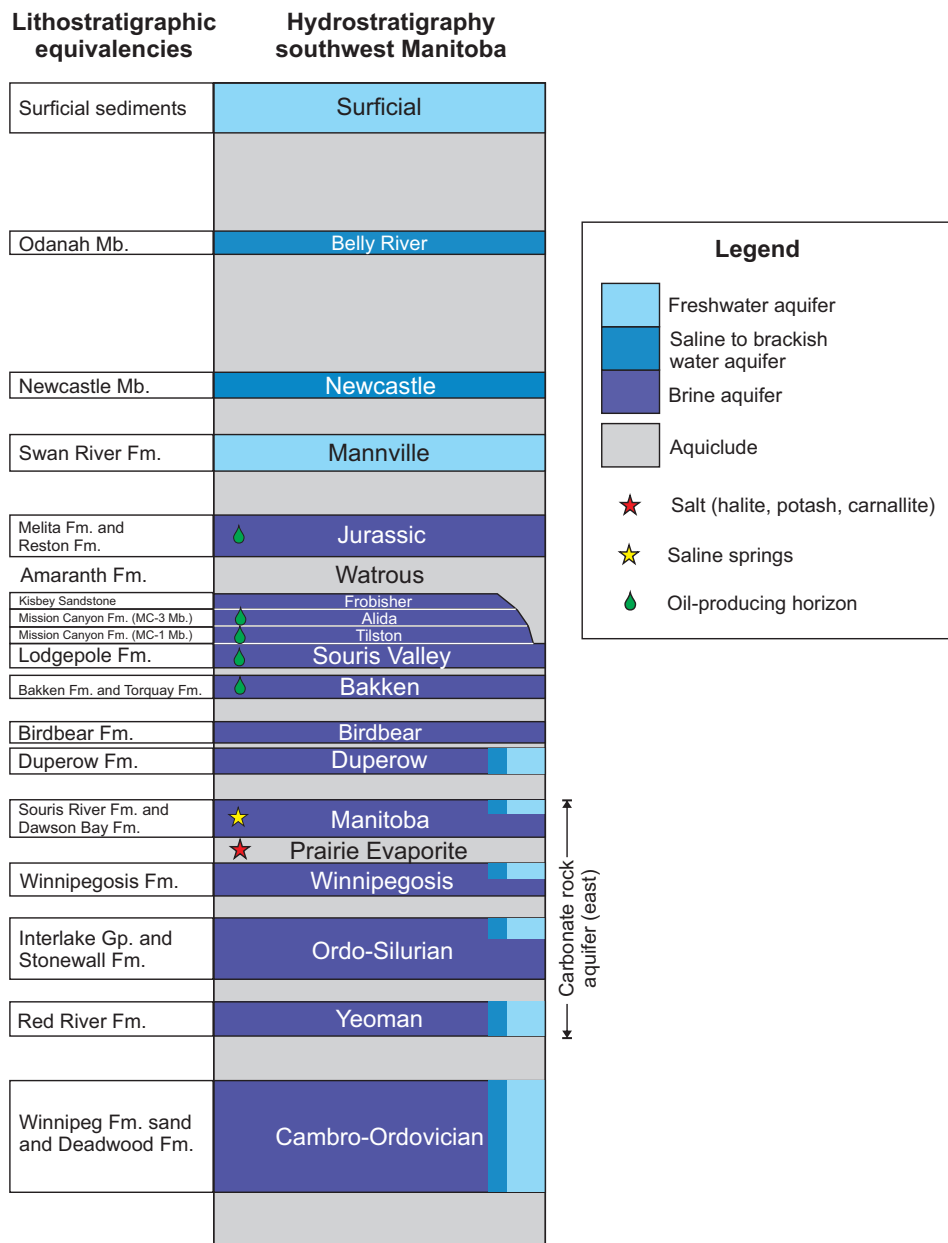 Lithostratigraphic
equivalencies
Hydrostratigraphy
southwest Manitoba
Surficial sediments
Surficial
Odanah Mb.
Belly River
Newcastle Mb.
Newcastle
Swan River Fm.
Mannville
Melita Fm. and
Reston Fm.
Jurassic
Amaranth Fm.
Watrous
Kisbey Sandstone
Frobisher
Mission Canyon Fm. (MC-3 Mb.)
Alida
Mission Canyon Fm. (MC-1 Mb.)
Tilston
Lodgepole Fm.
Souris Valley
Bakken Fm. and Torquay Fm.
Bakken
Birdbear Fm.
Birdbear
Duperow Fm.
Duperow
Souris River Fm. and
Dawson Bay Fm.
Manitoba
Prairie Evaporite
Winnipegosis Fm.
Winnipegosis
Interlake Gp. and
Stonewall Fm.
Ordo-Silurian
Red River Fm.
Yeoman
Winnipeg Fm. sand
and Deadwood Fm.
Cambro-Ordovician
Carbonate rock
aquifer (east)
Legend
Freshwater aquifer
Saline to brackish
water aquifer
Brine aquifer
Aquiclude
Salt (halite, potash, carnallite)
Saline springs
Oil-producing horizon